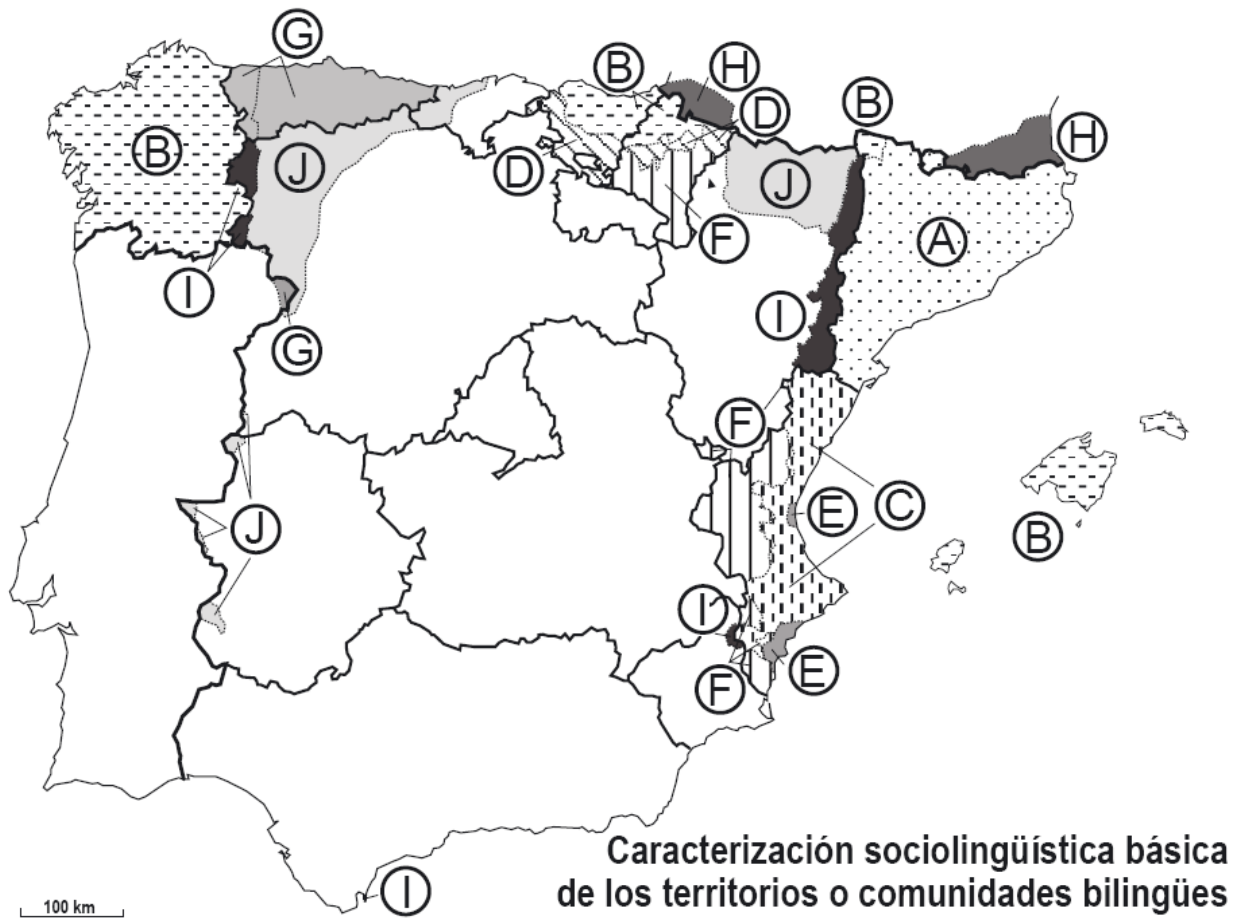 G
B
H
B
D
H
B
J
D
J
F
A
I
I
G
F
E
C
J
B
I
F
E
Caracterización sociolingüística básica
de los territorios o comunidades bilingües
I
100 km